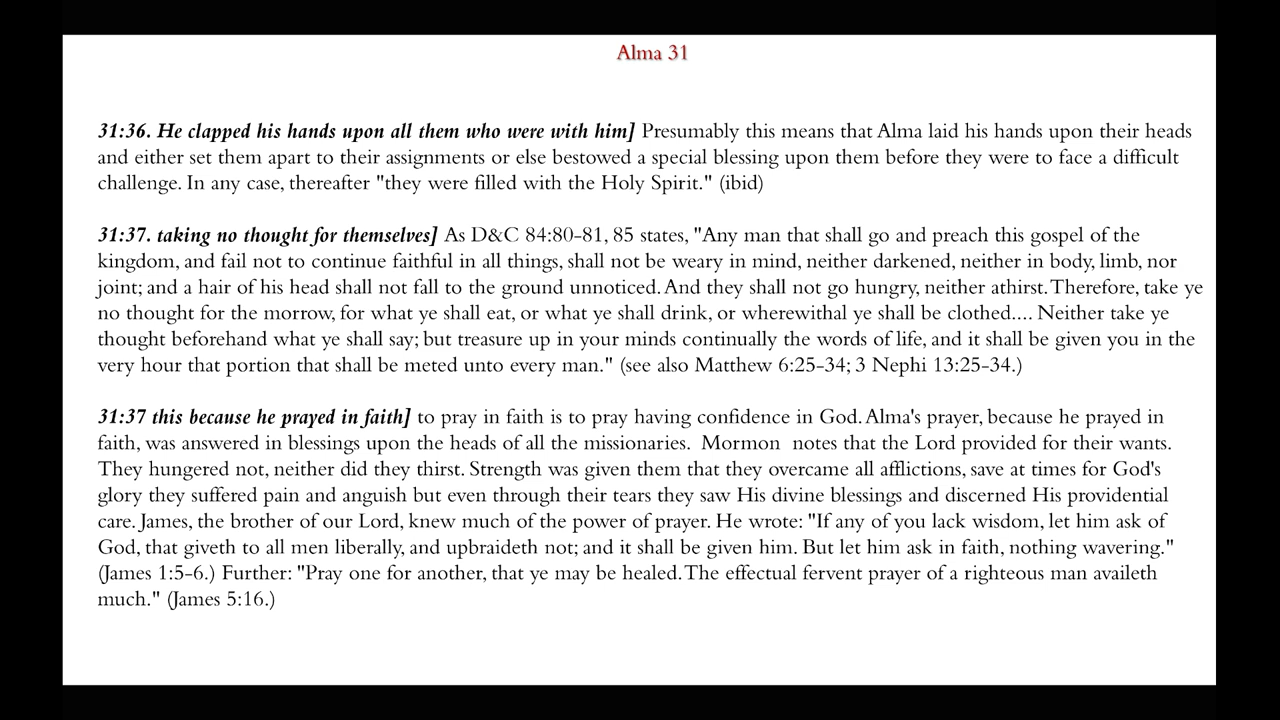 Alma 31
31:36. He clapped his hands upon all them who were with him] Presumably this means that Alma laid his hands upon their heads
and either set them apart to their assignments or else bestowed a special blessing upon them before they were to face a difficult
challenge. In any case, thereafter "they were filled with the Holy Spirit." (ibid)
31:37. taking no thought for themselves] As D&C 84:80-81, 85 states, "Any man that shall go and preach this gospel of the
kingdom, and fail not to continue faithful in all things, shall not be weary in mind, neither darkened, neither in body, limb, nor
joint; and a hair of his head shall not fall to the ground unnoticed. And they shall not go hungry, neither athirst. Therefore, take ye
no thought for the morrow, for what ye shall eat, or what ye shall drink, or wherewithal ye shall be clothed.... Neither take ye
thought beforehand what ye shall say; but treasure up in your minds continually the words of life, and it shall be given you in the
very hour that portion that shall be meted unto every man." (see also Matthew 6:25-34; 3 Nephi 13:25-34.)
31:37 this because he prayed in faith] to pray in faith is to pray having confidence in God. Alma's prayer, because he prayed in
faith, was answered in blessings upon the heads of all the missionaries. Mormon notes that the Lord provided for their wants.
They hungered not, neither did they thirst. Strength was given them that they overcame all afflictions, save at times for God's
glory they suffered pain and anguish but even through their tears they saw His divine blessings and discerned His providential
care. James, the brother of our Lord, knew much of the power of prayer. He wrote: "If any of you lack wisdom, let him ask of
God, that giveth to all men liberally, and upbraideth not; and it shall be given him. But let him ask in faith, nothing wavering."
(James 1:5-6.) Further: "Pray one for another, that ye may be healed. The effectual fervent prayer of a righteous man availeth
much." (James 5:16.)